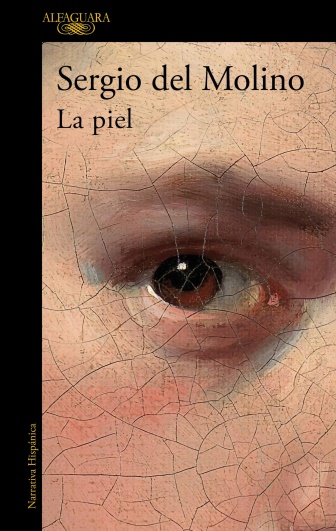 ALFAGUARA
Sergio del Molino
La piel
Narrativa Hispánica